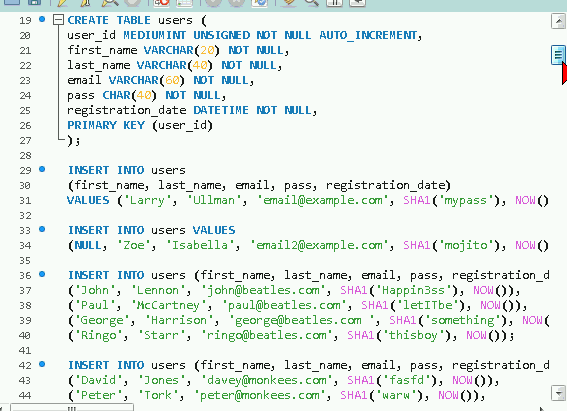 19 CREATE TABLE users (
20 user_id MEDIUMINT UNSIGNED NOT NULL AUTO_INCREMENT,
21 first_name VARCHAR(20) NOT NULL,
22 last_name VARCHAR(40) NOT NULL,
23 email VARCHAR(60) NOT NULL,
24 pass CHAR(40) NOT NULL,
25 registration_date DATETIME NOT NULL,
26 PRIMARY KEY (user_id)
27 );
28
29 INSERT INTO users
30 (first_name, last_name, email, pass, registration_date)
31 VALUES ('Larry', 'Ullman', 'email@example.com', SHA1('mypass'), NOW()
32
33 INSERT INTO users VALUES
34 (NULL, 'Zoe', 'Isabella', 'email2@example.com', SHA1('mojito'), NOW()
35
36 INSERT INTO users (first_name, last_name, email, pass, registration_d
37 ('John', 'Lennon', 'john@beatles.com', SHA1('Happin3ss'), NOW()),
38 ('Paul', 'McCartney', 'paul@beatles.com', SHA1('letITbe'), NOW()),
39 ('George', 'Harrison', 'george@beatles.com ', SHA1('something'), NOW(
40 ('Ringo', 'Starr', 'ringo@beatles.com', SHA1('thisboy'), NOW());
41
42 INSERT INTO users (first_name, last_name, email, pass, registration_d
43 ('David', 'Jones', 'davey@monkees.com', SHA1('fasfd'), NOW()),
44 ('Peter', 'Tork', 'peter@monkees.com', SHA1('warw'), NOW()),